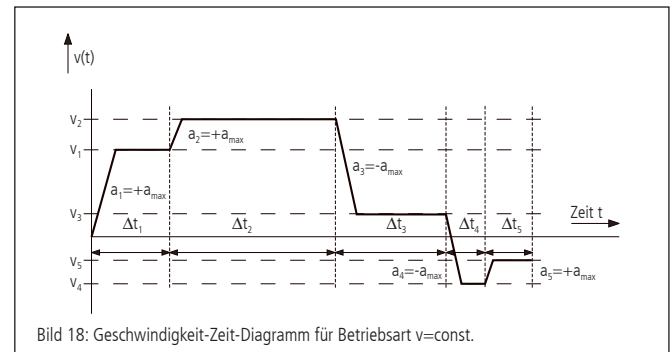 v(t)
v₂
a₂=+aₘₐₓ
v₁
a₃=-aₘₐₓ
a₁=+aₘₐₓ
v₃
Zeit t
Δt₁
Δt₂
Δt₃
Δt₄
Δt₅
v₅
a₄=-aₘₐₓ
a₅=+aₘₐₓ
v₄
Bild 18: Geschwindigkeit-Zeit-Diagramm für Betriebsart v=const.